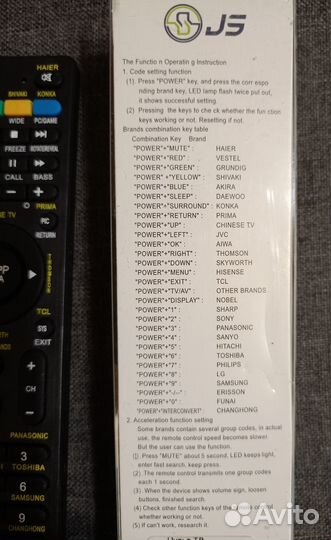 JS
The Functio n Operatin g Instruction
1. Code setting function
(1). Press "POWER" key, and press the corr espo
nding brand key, LED lamp flash twice put out,
it shows successful setting.
(2). Pressing the keys to ck whether the fun ction
keys working or not. Resetting if not.
Brands combination key table
Combination Key Brand
"POWER"+"MUTE": HAIER
"POWER"+"RED": VESTEL
"POWER"+"GREEN": GRUNDIG
"POWER"+"YELLOW": SHIVAKI
"POWER"+"BLUE": AKIRA
"POWER"+"SLEEP": DAEWOO
"POWER"+"SURROUND": KONKA
"POWER"+"RETURN": PRIMA
"POWER"+"UP": CHINESE TV
"POWER"+"LEFT": JVC
"POWER"+"OK": AIWA
"POWER"+"RIGHT": THOMSON
"POWER"+"DOWN": SKYWORTH
"POWER"+"MENU": HISENSE
"POWER"+"EXIT": TCL
"POWER"+"TV/AV": OTHER BRANDS
"POWER"+"DISPLAY": NOBEL
"POWER"+"1": SHARP
"POWER"+"2": SONY
"POWER"+"3": PANASONIC
"POWER"+"4": SANYO
"POWER"+"5": HITACHI
"POWER"+"6": TOSHIBA
"POWER"+"7": PHILIPS
"POWER"+"8": LG
"POWER"+"9": SAMSUNG
"POWER"+"-/--": ERISSON
"POWER"+"0": FUNAI
"POWER"+"INTERCONVERT": CHANGHONG
2. Acceleration function setting
Some brands contain several group codes, in actual
use, the remote control speed becomes slower!
But the user can use the function.
(1). Press "MUTE" about 5 second. LED keeps light,
enter fast search, keep press.
(2). The remote control transmits one group codes
each 1 second.
(3). When the device shows volume sign, loosen
buttons, finished search.
(4). Check other function keys of the remote con
whether working or not.
(5). If can't work, research it.
HAIER
SHIVAKI KONKA
WIDE PC/GAME
FREEZE
CALL BASS
TV PRIMA
PIC
RETURN
TCL
SYS
EXIT
CH
PANASONIC
3
TOSHIBA
6
SAMSUNG
9
CHANGHONG
Avito